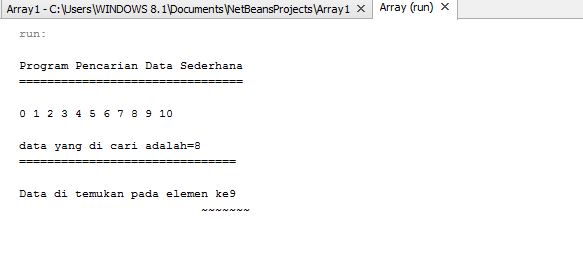 Array1 - C:\Users\WINDOWS 8.1\Documents\NetBeansProjects\Array1 × Array (run) ×
run:
Program Pencarian Data Sederhana
================================
0 1 2 3 4 5 6 7 8 9 10
data yang di cari adalah=8
===============================
Data di temukan pada elemen ke9
~~~~~~~